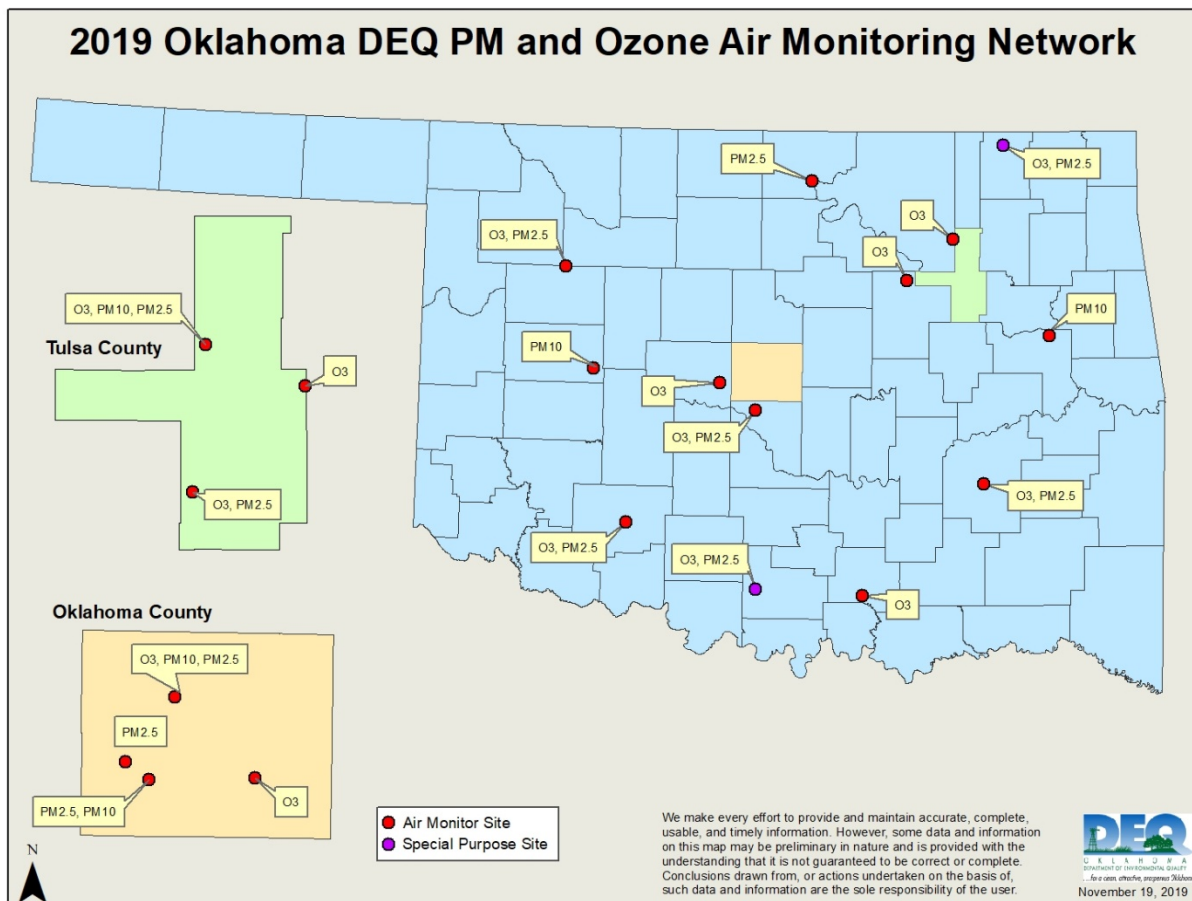 2019 Oklahoma DEQ PM and Ozone Air Monitoring Network
PM2.5
O3, PM2.5
O3
O3, PM2.5
O3
O3, PM10, PM2.5
PM10
Tulsa County
PM10
O3
O3
O3, PM2.5
O3, PM2.5
O3, PM2.5
O3, PM2.5
O3, PM2.5
O3
Oklahoma County
O3, PM10, PM2.5
PM2.5
PM2.5, PM10
O3
Air Monitor Site
Special Purpose Site
We make every effort to provide and maintain accurate, complete,
usable, and timely information. However, some data and information
on this map may be preliminary in nature and is provided with the
understanding that it is not guaranteed to be correct or complete.
Conclusions drawn from, or actions undertaken on the basis of,
such data and information are the sole responsibility of the user.
DEQ
OKLAHOMA
DEPARTMENT OF ENVIRONMENTAL QUALITY
...for a clean, attractive, prosperous Oklahoma
November 19, 2019
N